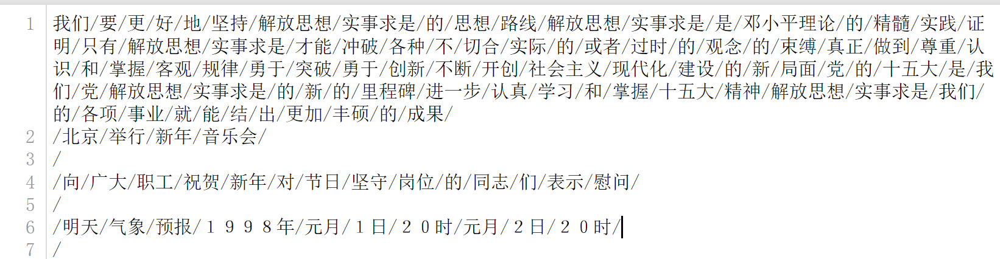 1 我们/要/更/好/地/坚持/解放思想/实事求是/的/思想/路线/解放思想/实事求是/是/邓小平理论/的/精髓/实践/证
明/只有/解放思想/实事求是/才能/冲破/各种/不/切合/实际/的/或者/过时/的/观念/的/束缚/真正/做到/尊重/认
识/和/掌握/客观/规律/勇于/突破/勇于/创新/不断/开创/社会主义/现代化/建设/的/新/局面/党/的/十五大/是/我
们/党/解放思想/实事求是/的/新/的/里程碑/进一步/认真/学习/和/掌握/十五大/精神/解放思想/实事求是/我们/
的/各项/事业/就/能/结/出/更加/丰硕/的/成果/
2 /北京/举行/新年/音乐会/
3 /
4 /向/广大/职工/祝贺/新年/对/节日/坚守/岗位/的/同志/们/表示/慰问/
5 /
6 /明天/气象/预报/１９９８年/元月/１日/２０时/元月/２日/２０时/
7 /